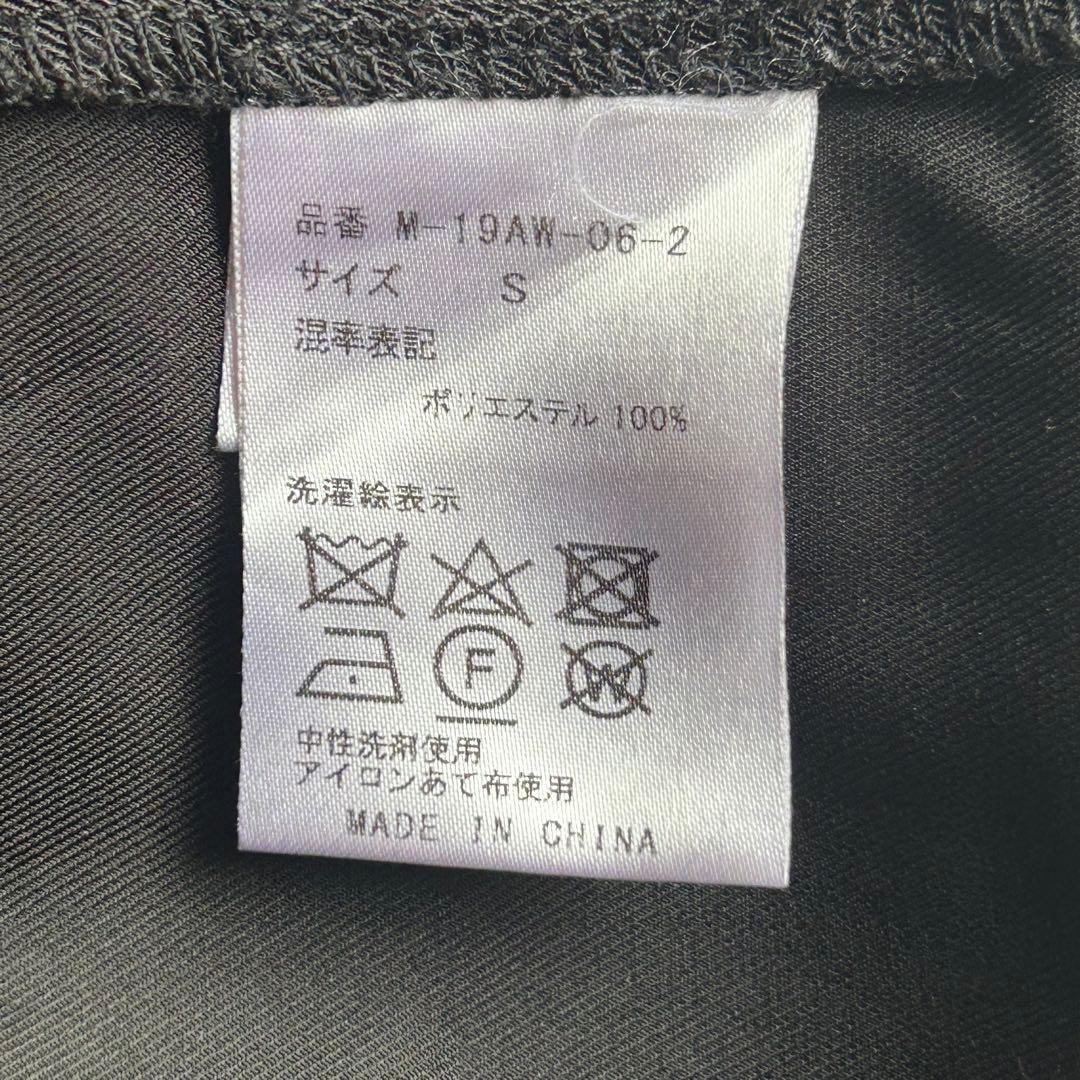 品番 M-19AW-06-2
サイズ S
混率表記
ポリエステル 100%
洗濯絵表示
F
W
中性洗剤使用
アイロンあて布使用
MADE IN CHINA